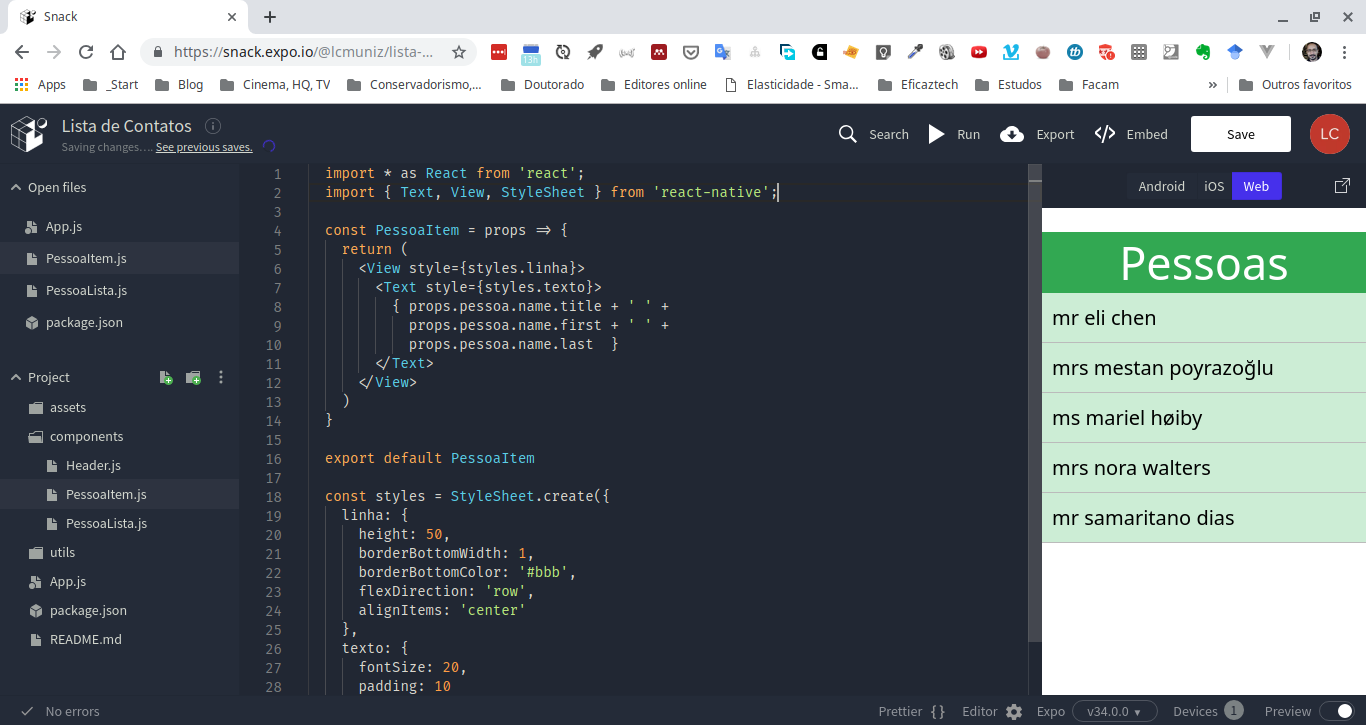 Snack
https://snack.expo.io/@lcmuniz/lista-...
13h
Apps _Start Blog Cinema, HQ, TV Conservadorismo,... Doutorado Editores online Elasticidade - Sma... Eficaztech Estudos Facam » Outros favoritos
Lista de Contatos
Saving changes.... See previous saves.
Search Run Export Embed Save LC
Open files
App.js
PessoaItem.js
PessoaLista.js
package.json
Project
assets
components
Header.js
PessoaItem.js
PessoaLista.js
utils
App.js
package.json
README.md
1 import * as React from 'react';
2 import { Text, View, StyleSheet } from 'react-native';
3
4 const PessoaItem = props => {
5 return (
6 <View style={styles.linha}>
7 <Text style={styles.texto}>
8 { props.pessoa.name.title + ' ' +
9 props.pessoa.name.first + ' ' +
10 props.pessoa.name.last }
11 </Text>
12 </View>
13 )
14 }
15
16 export default PessoaItem
17
18 const styles = StyleSheet.create({
19 linha: {
20 height: 50,
21 borderBottomWidth: 1,
22 borderBottomColor: '#bbb',
23 flexDirection: 'row',
24 alignItems: 'center'
25 },
26 texto: {
27 fontSize: 20,
28 padding: 10
Android iOS Web
Pessoas
mr eli chen
mrs mestan poyrazoğlu
ms mariel høiby
mrs nora walters
mr samaritano dias
No errors
Prettier {} Editor Expo v34.0.0 Devices 1 Preview